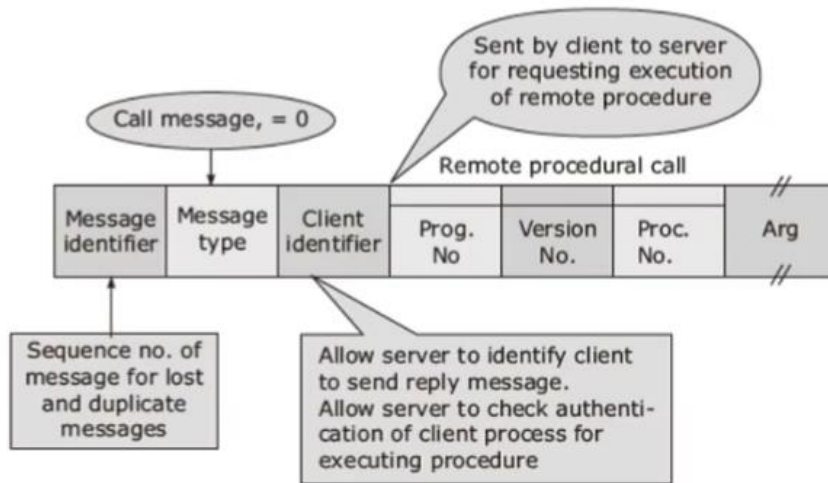 Sent by client to server
for requesting execution
of remote procedure
Call message, = 0
Remote procedural call
Message
identifier
Message
type
Client
identifier
Prog.
No
Version
No.
Proc.
No.
Arg
Sequence no. of
message for lost
and duplicate
messages
Allow server to identify client
to send reply message.
Allow server to check authenti-
cation of client process for
executing procedure